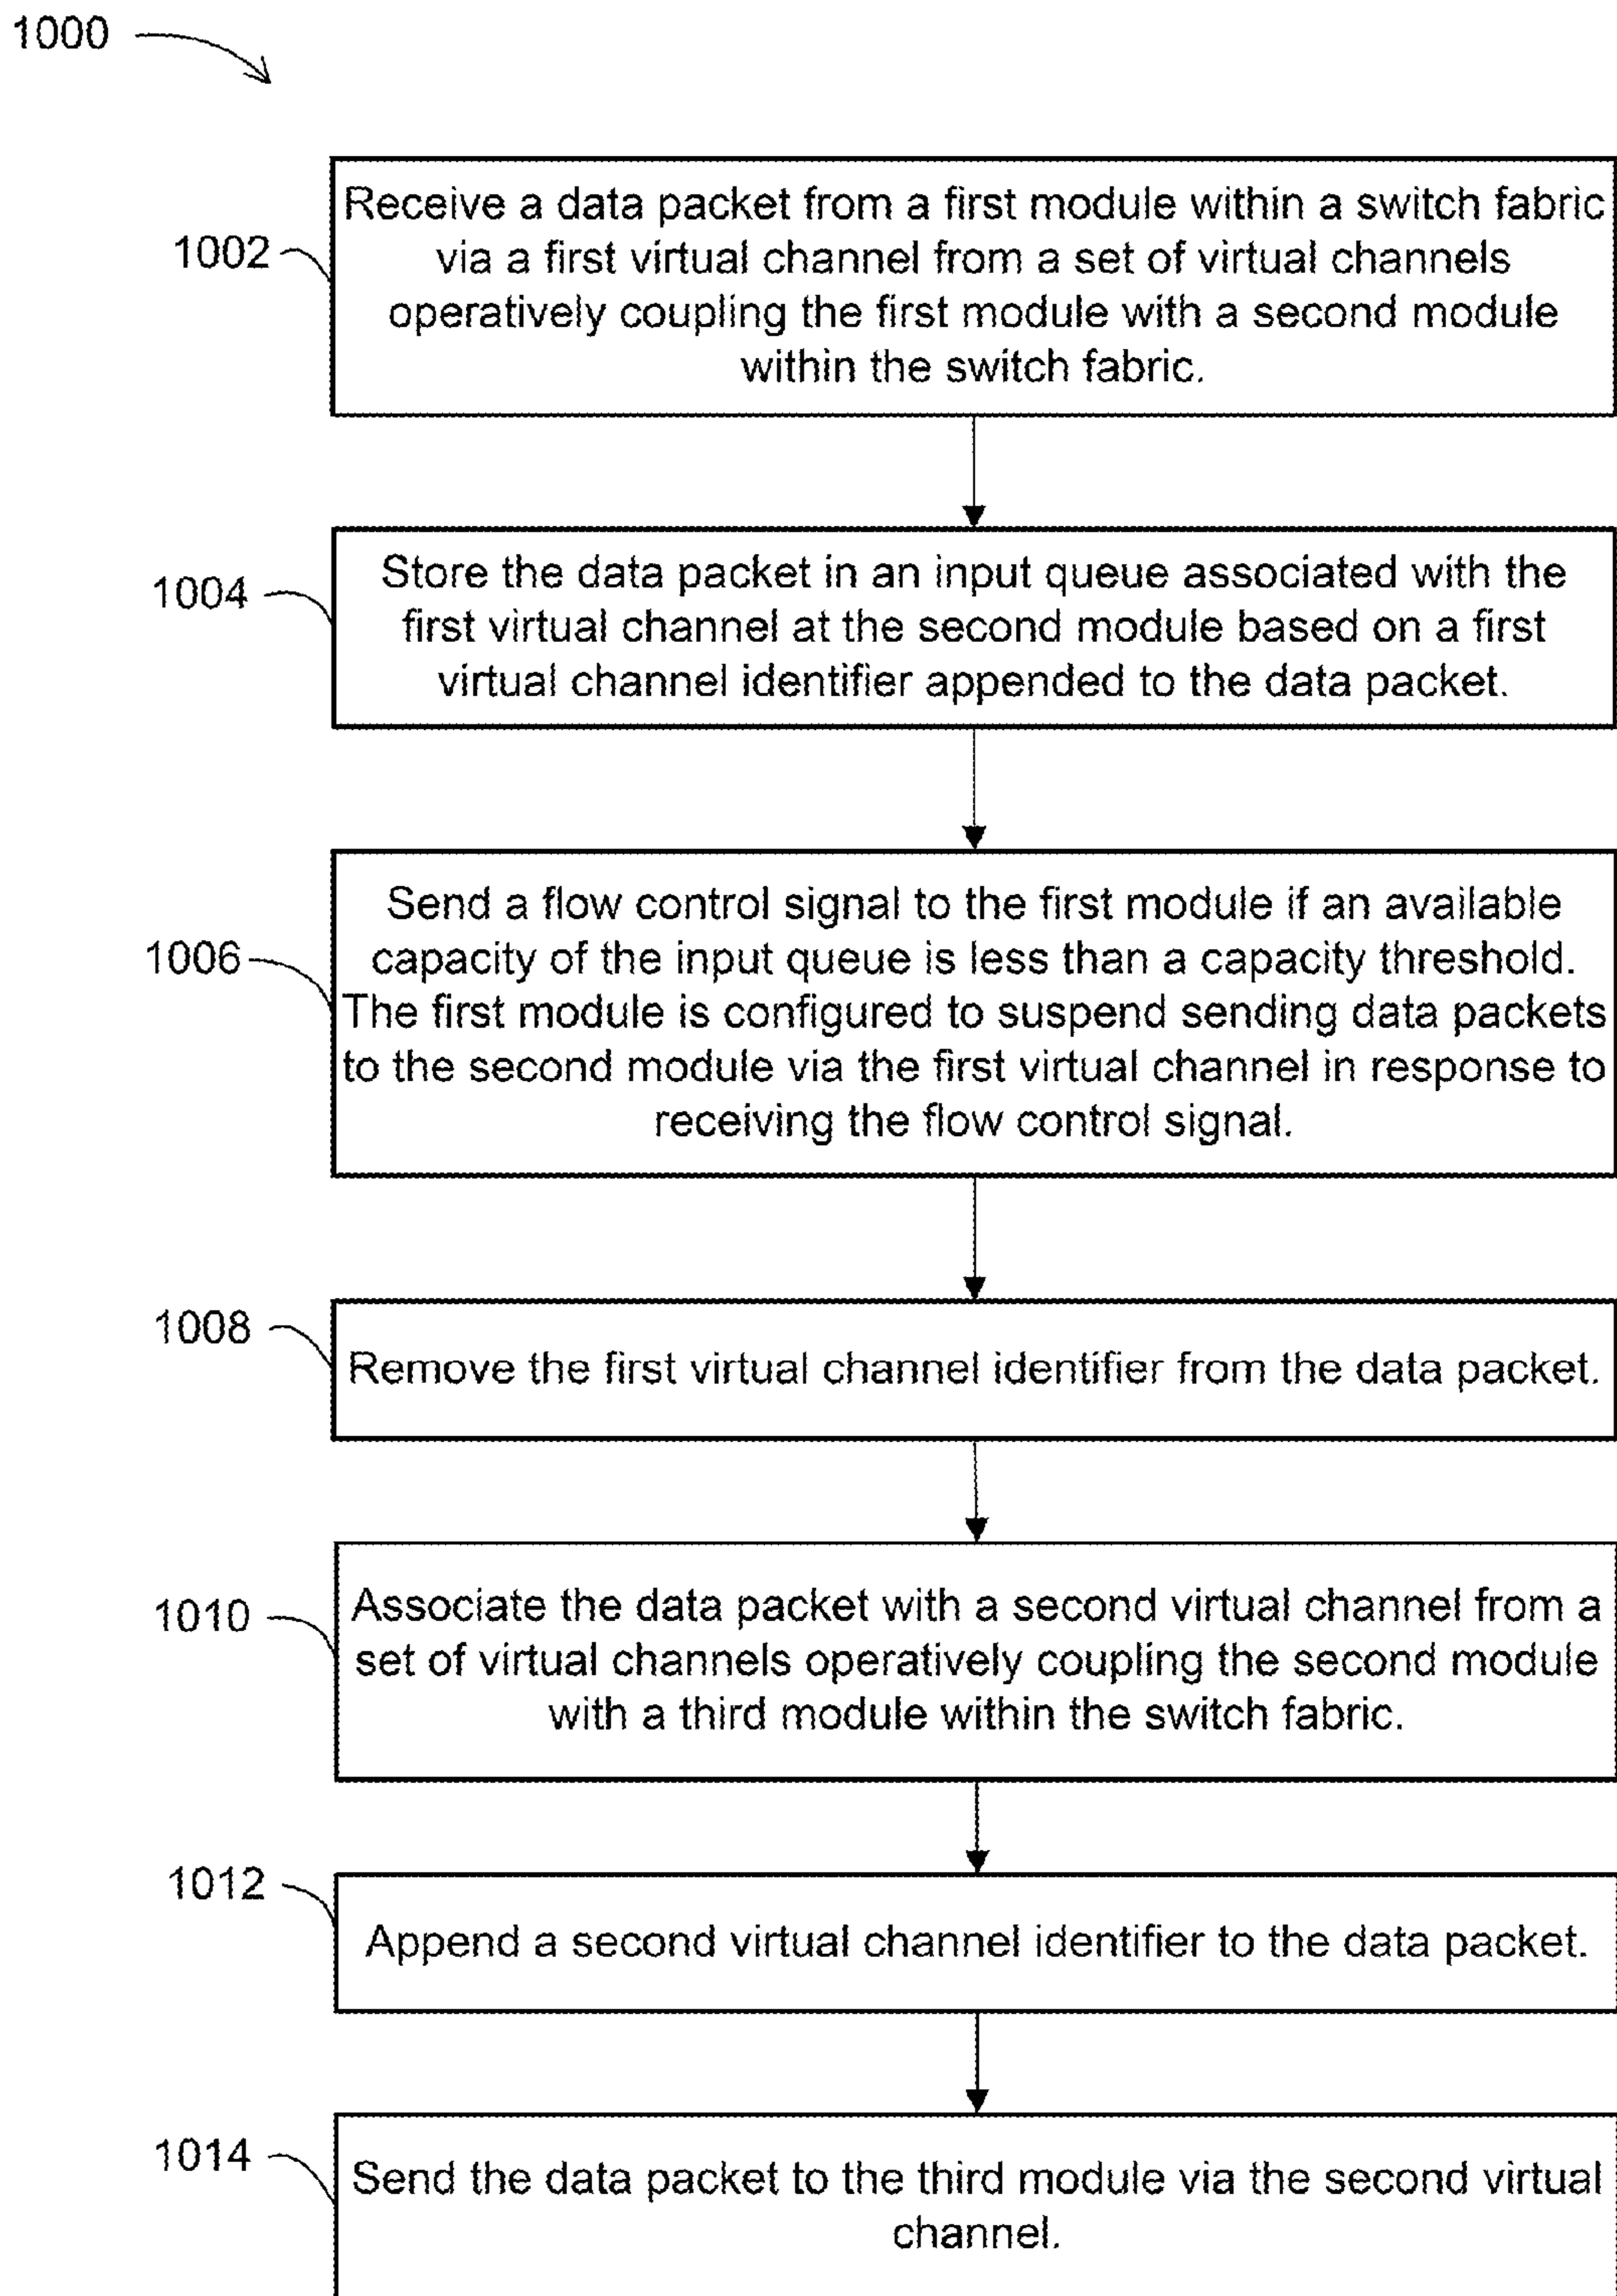 1000
1002
Receive a data packet from a first module within a switch fabric
via a first virtual channel from a set of virtual channels
operatively coupling the first module with a second module
within the switch fabric.
1004
Store the data packet in an input queue associated with the
first virtual channel at the second module based on a first
virtual channel identifier appended to the data packet.
1006
Send a flow control signal to the first module if an available
capacity of the input queue is less than a capacity threshold.
The first module is configured to suspend sending data packets
to the second module via the first virtual channel in response to
receiving the flow control signal.
1008
Remove the first virtual channel identifier from the data packet.
1010
Associate the data packet with a second virtual channel from a
set of virtual channels operatively coupling the second module
with a third module within the switch fabric.
1012
Append a second virtual channel identifier to the data packet.
1014
Send the data packet to the third module via the second virtual
channel.